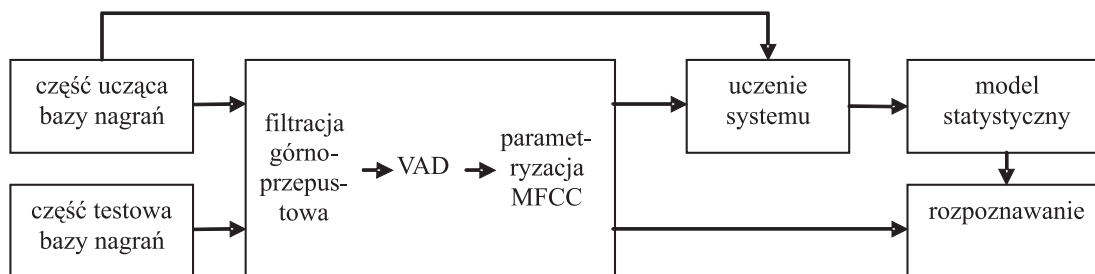 część ucząca
bazy nagrań
część testowa
bazy nagrań
filtracja
górno-
przepus-
towa
VAD
paramet-
ryzacja
MFCC
uczenie
systemu
model
statystyczny
rozpoznawanie